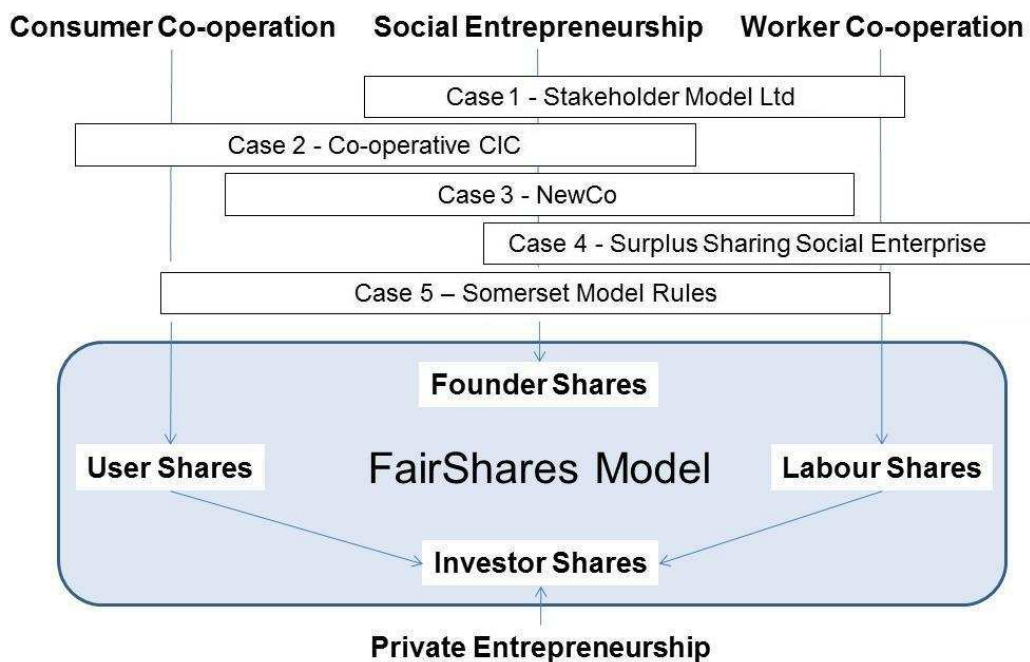 Consumer Co-operation
Social Entrepreneurship
Worker Co-operation
Case 1 - Stakeholder Model Ltd
Case 2 - Co-operative CIC
Case 3 - NewCo
Case 4 - Surplus Sharing Social Enterprise
Case 5 – Somerset Model Rules
Founder Shares
User Shares
FairShares Model
Labour Shares
Investor Shares
Private Entrepreneurship